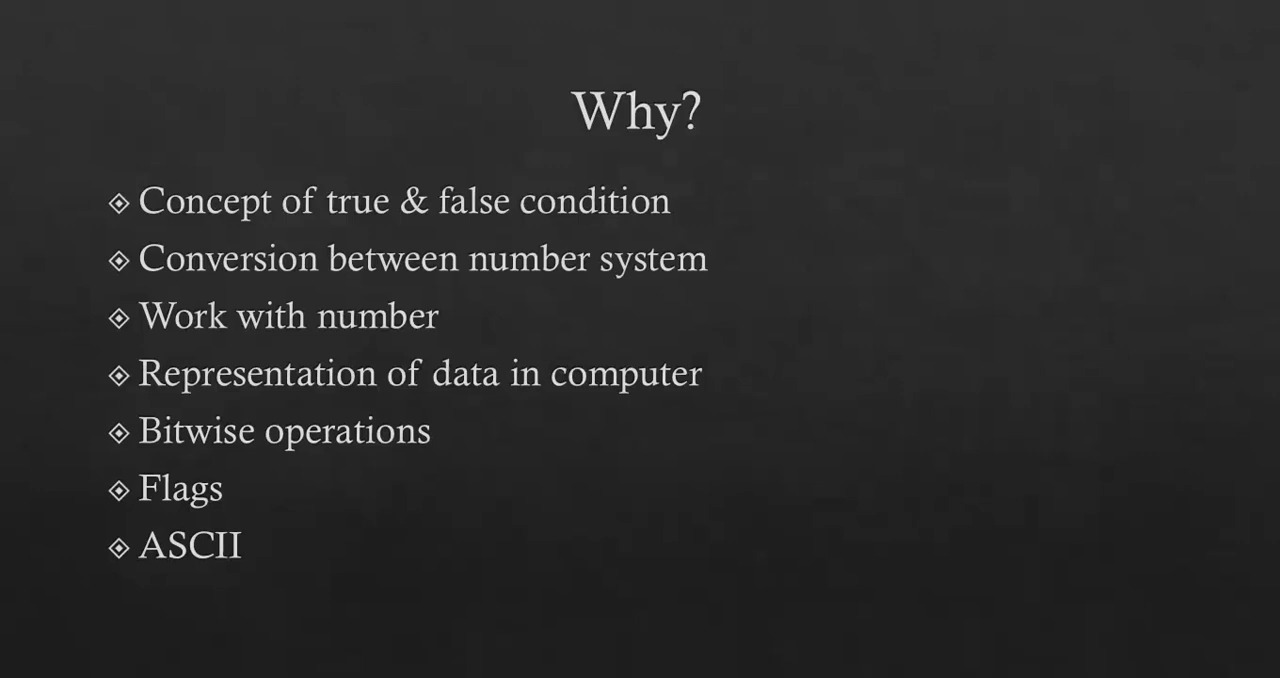 Why?
Concept of true & false condition
Conversion between number system
Work with number
Representation of data in computer
Bitwise operations
Flags
ASCII